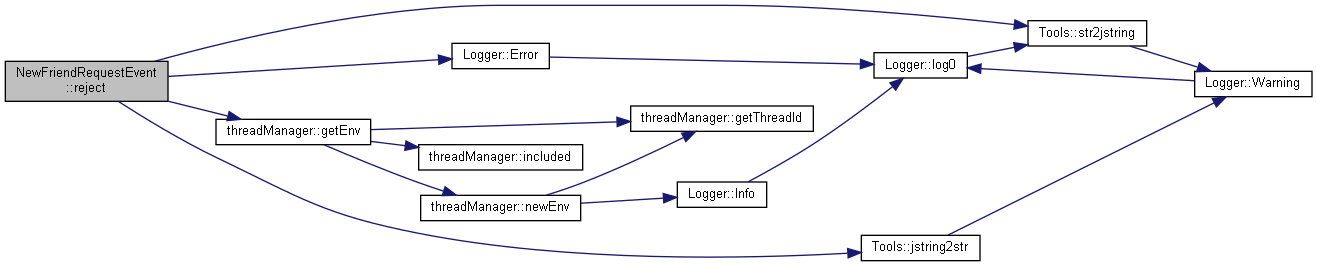 NewFriendRequestEvent
::reject
Logger::Error
threadManager::getEnv
threadManager::getThreadId
threadManager::included
threadManager::newEnv
Logger::Info
Logger::log0
Tools::str2jstring
Logger::Warning
Tools::jstring2str